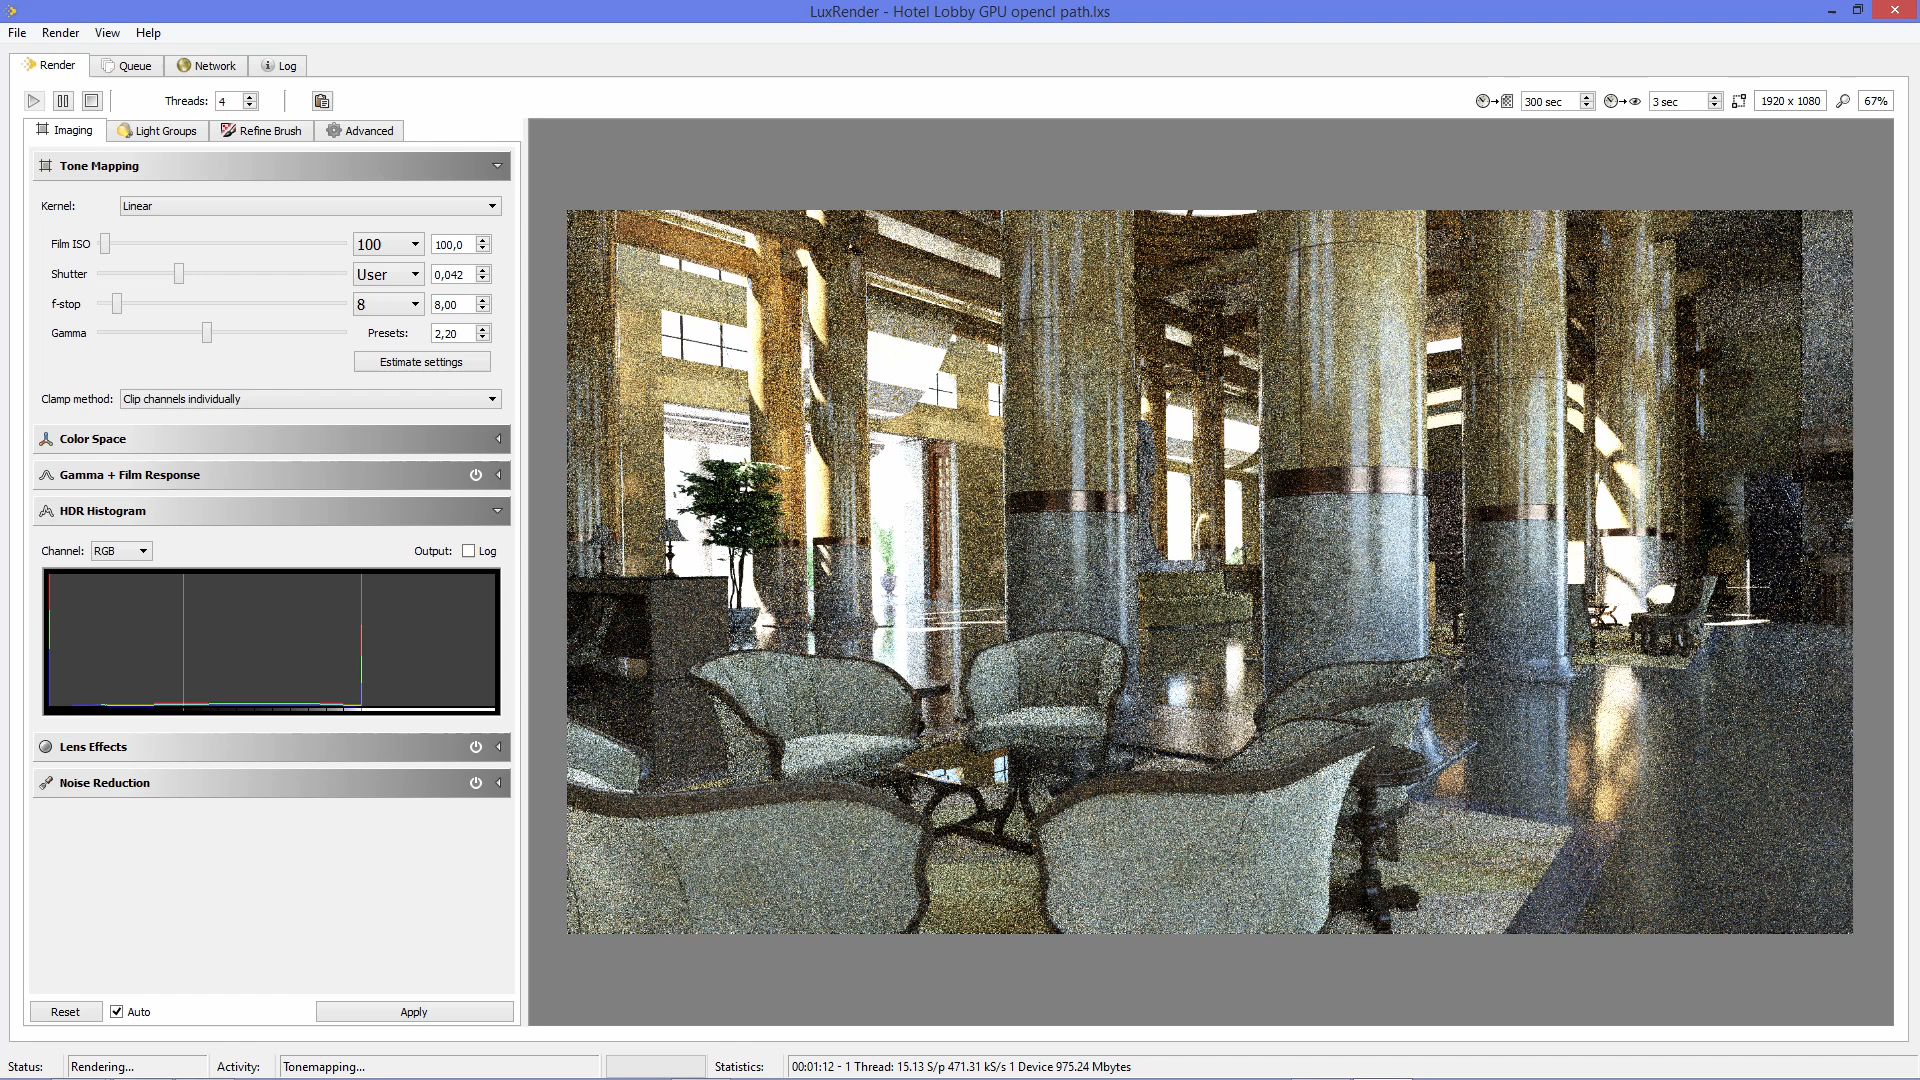 LuxRender - Hotel Lobby GPU opencl path.lxs
File Render View Help
Render Queue Network Log
Threads: 4 300 sec 3 sec 1920 x 1080 67%
Imaging Light Groups Refine Brush Advanced
Tone Mapping
Kernel: Linear
Film ISO 100 100,0
Shutter User 0,042
f-stop 8 8,00
Gamma Presets: 2,20
Estimate settings
Clamp method: Clip channels individually
Color Space
Gamma + Film Response
HDR Histogram
Channel: RGB Output: Log
Lens Effects
Noise Reduction
Reset Auto Apply
Status: Rendering... Activity: Tonemapping... Statistics: 00:01:12 - 1 Thread: 15.13 S/p 471.31 kS/s 1 Device 975.24 Mbytes